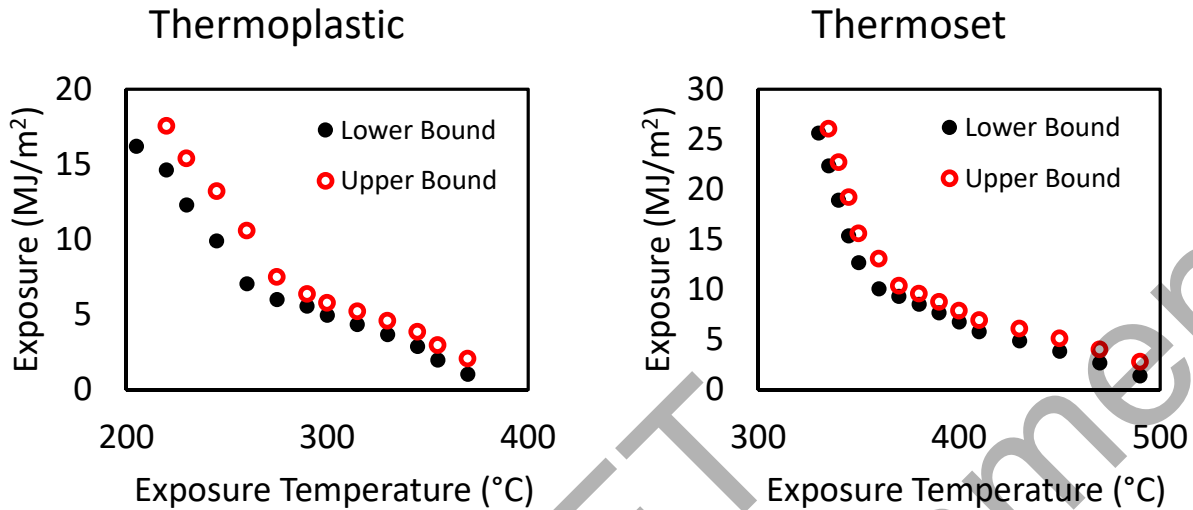 Thermoplastic
Exposure (MJ/m²)
20
15
10
5
0
Lower Bound
Upper Bound
200 300 400
Exposure Temperature (°C)
Thermoset
Exposure (MJ/m²)
30
25
20
15
10
5
0
Lower Bound
Upper Bound
300 400 500
Exposure Temperature (°C)